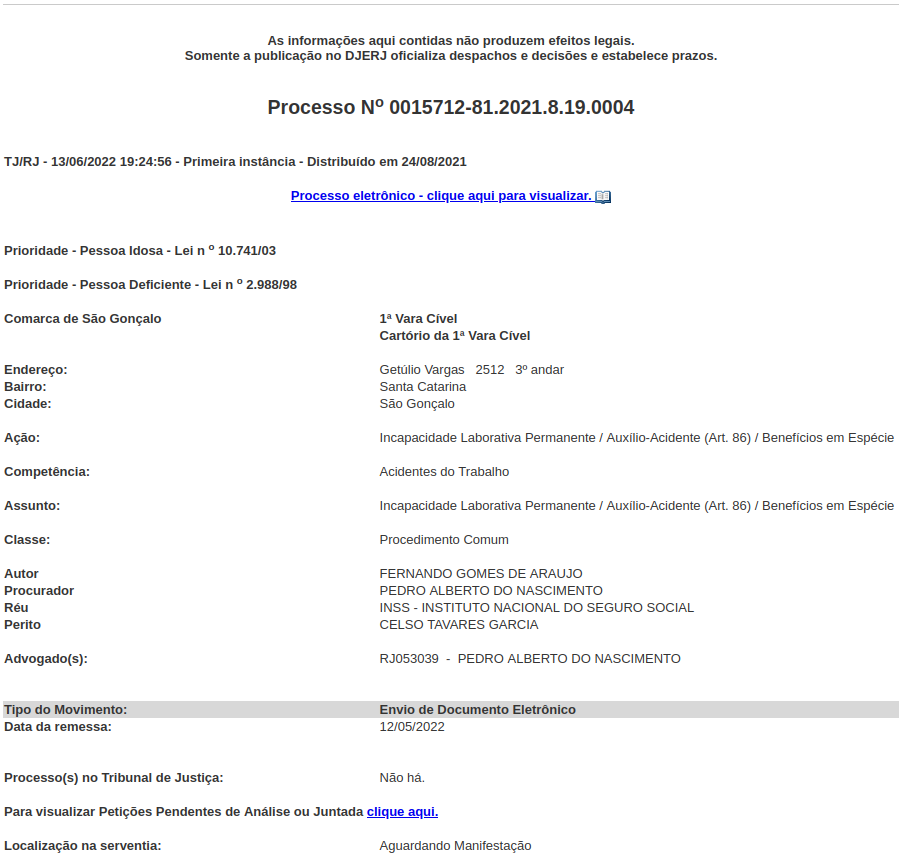 As informações aqui contidas não produzem efeitos legais.
Somente a publicação no DJERJ oficializa despachos e decisões e estabelece prazos.
Processo Nº 0015712-81.2021.8.19.0004
TJ/RJ - 13/06/2022 19:24:56 - Primeira instância - Distribuído em 24/08/2021
Processo eletrônico - clique aqui para visualizar.
Prioridade - Pessoa Idosa - Lei n º 10.741/03
Prioridade - Pessoa Deficiente - Lei n º 2.988/98
Comarca de São Gonçalo 1ª Vara Cível
Cartório da 1ª Vara Cível
Endereço: Getúlio Vargas 2512 3º andar
Bairro: Santa Catarina
Cidade: São Gonçalo
Ação: Incapacidade Laborativa Permanente / Auxílio-Acidente (Art. 86) / Benefícios em Espécie
Competência: Acidentes do Trabalho
Assunto: Incapacidade Laborativa Permanente / Auxílio-Acidente (Art. 86) / Benefícios em Espécie
Classe: Procedimento Comum
Autor FERNANDO GOMES DE ARAUJO
Procurador PEDRO ALBERTO DO NASCIMENTO
Réu INSS - INSTITUTO NACIONAL DO SEGURO SOCIAL
Perito CELSO TAVARES GARCIA
Advogado(s): RJ053039 - PEDRO ALBERTO DO NASCIMENTO
Tipo do Movimento: Envio de Documento Eletrônico
Data da remessa: 12/05/2022
Processo(s) no Tribunal de Justiça: Não há.
Para visualizar Petições Pendentes de Análise ou Juntada clique aqui.
Localização na serventia: Aguardando Manifestação